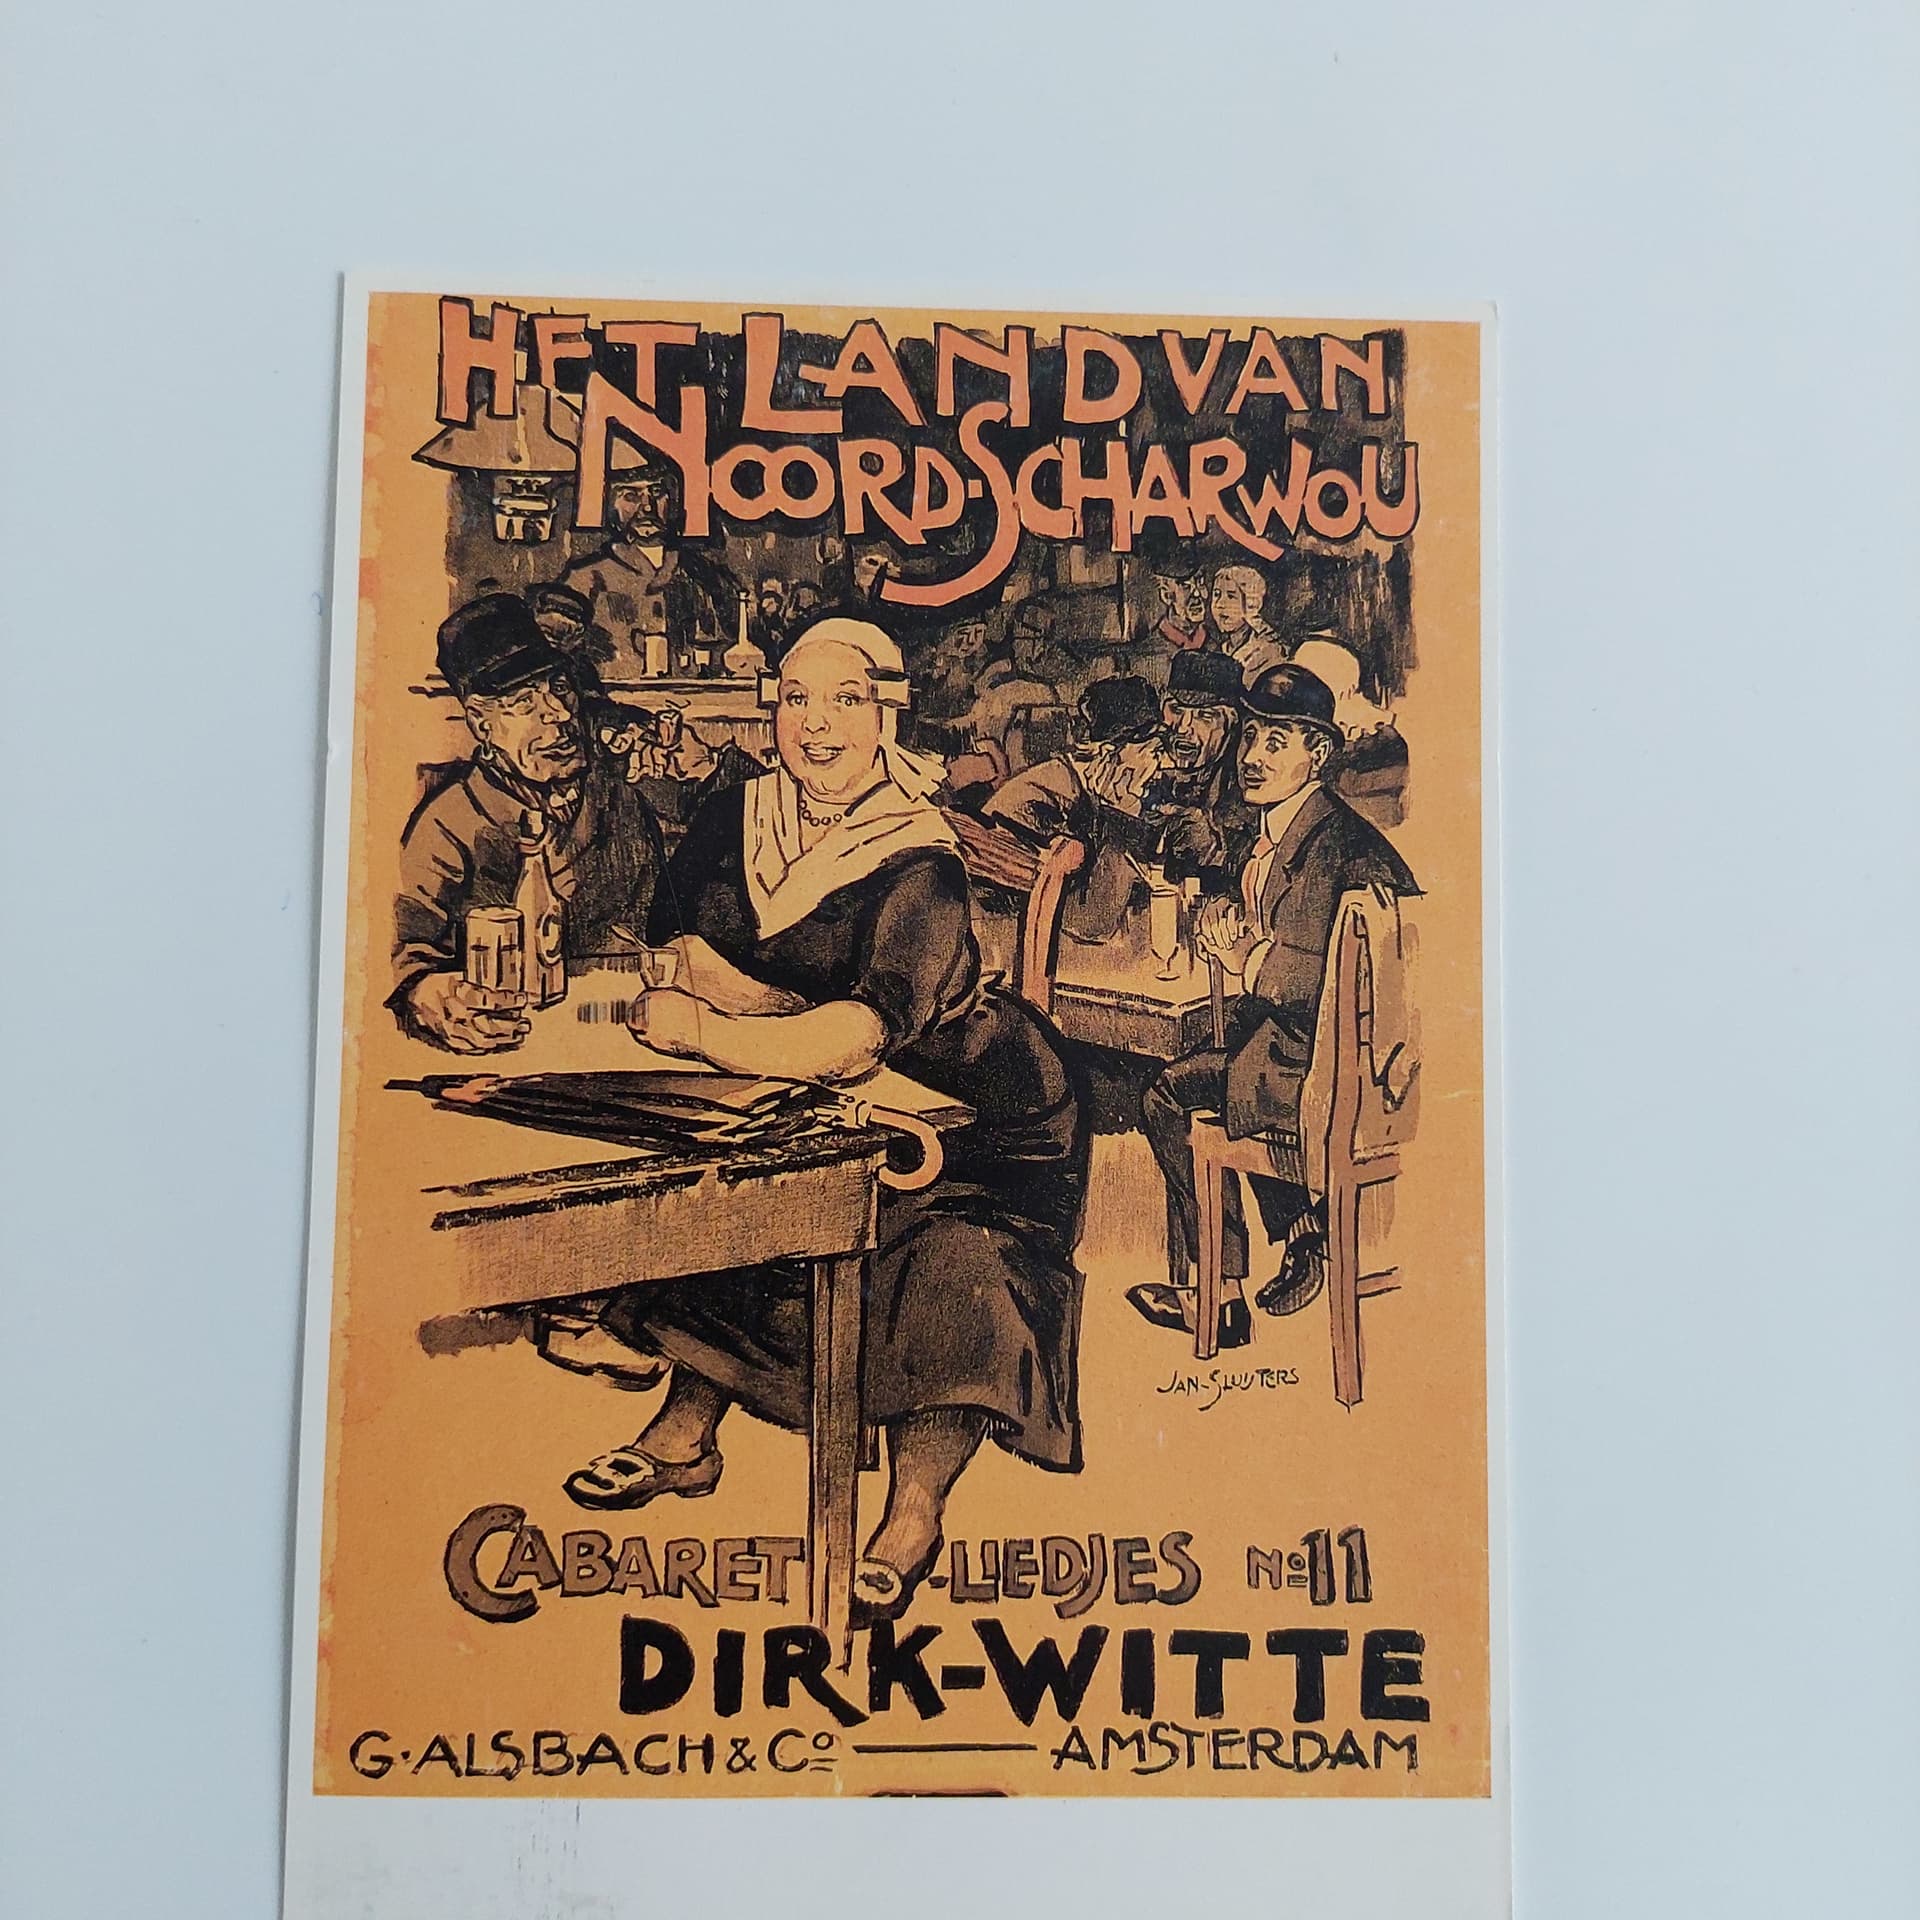 HET LAND VAN
NOORD-SCHARWOU
JAN-SLUIJTERS
CABARET-LIEDJES No 11
DIRK-WITTE
G. ALSBACH & Co — AMSTERDAM